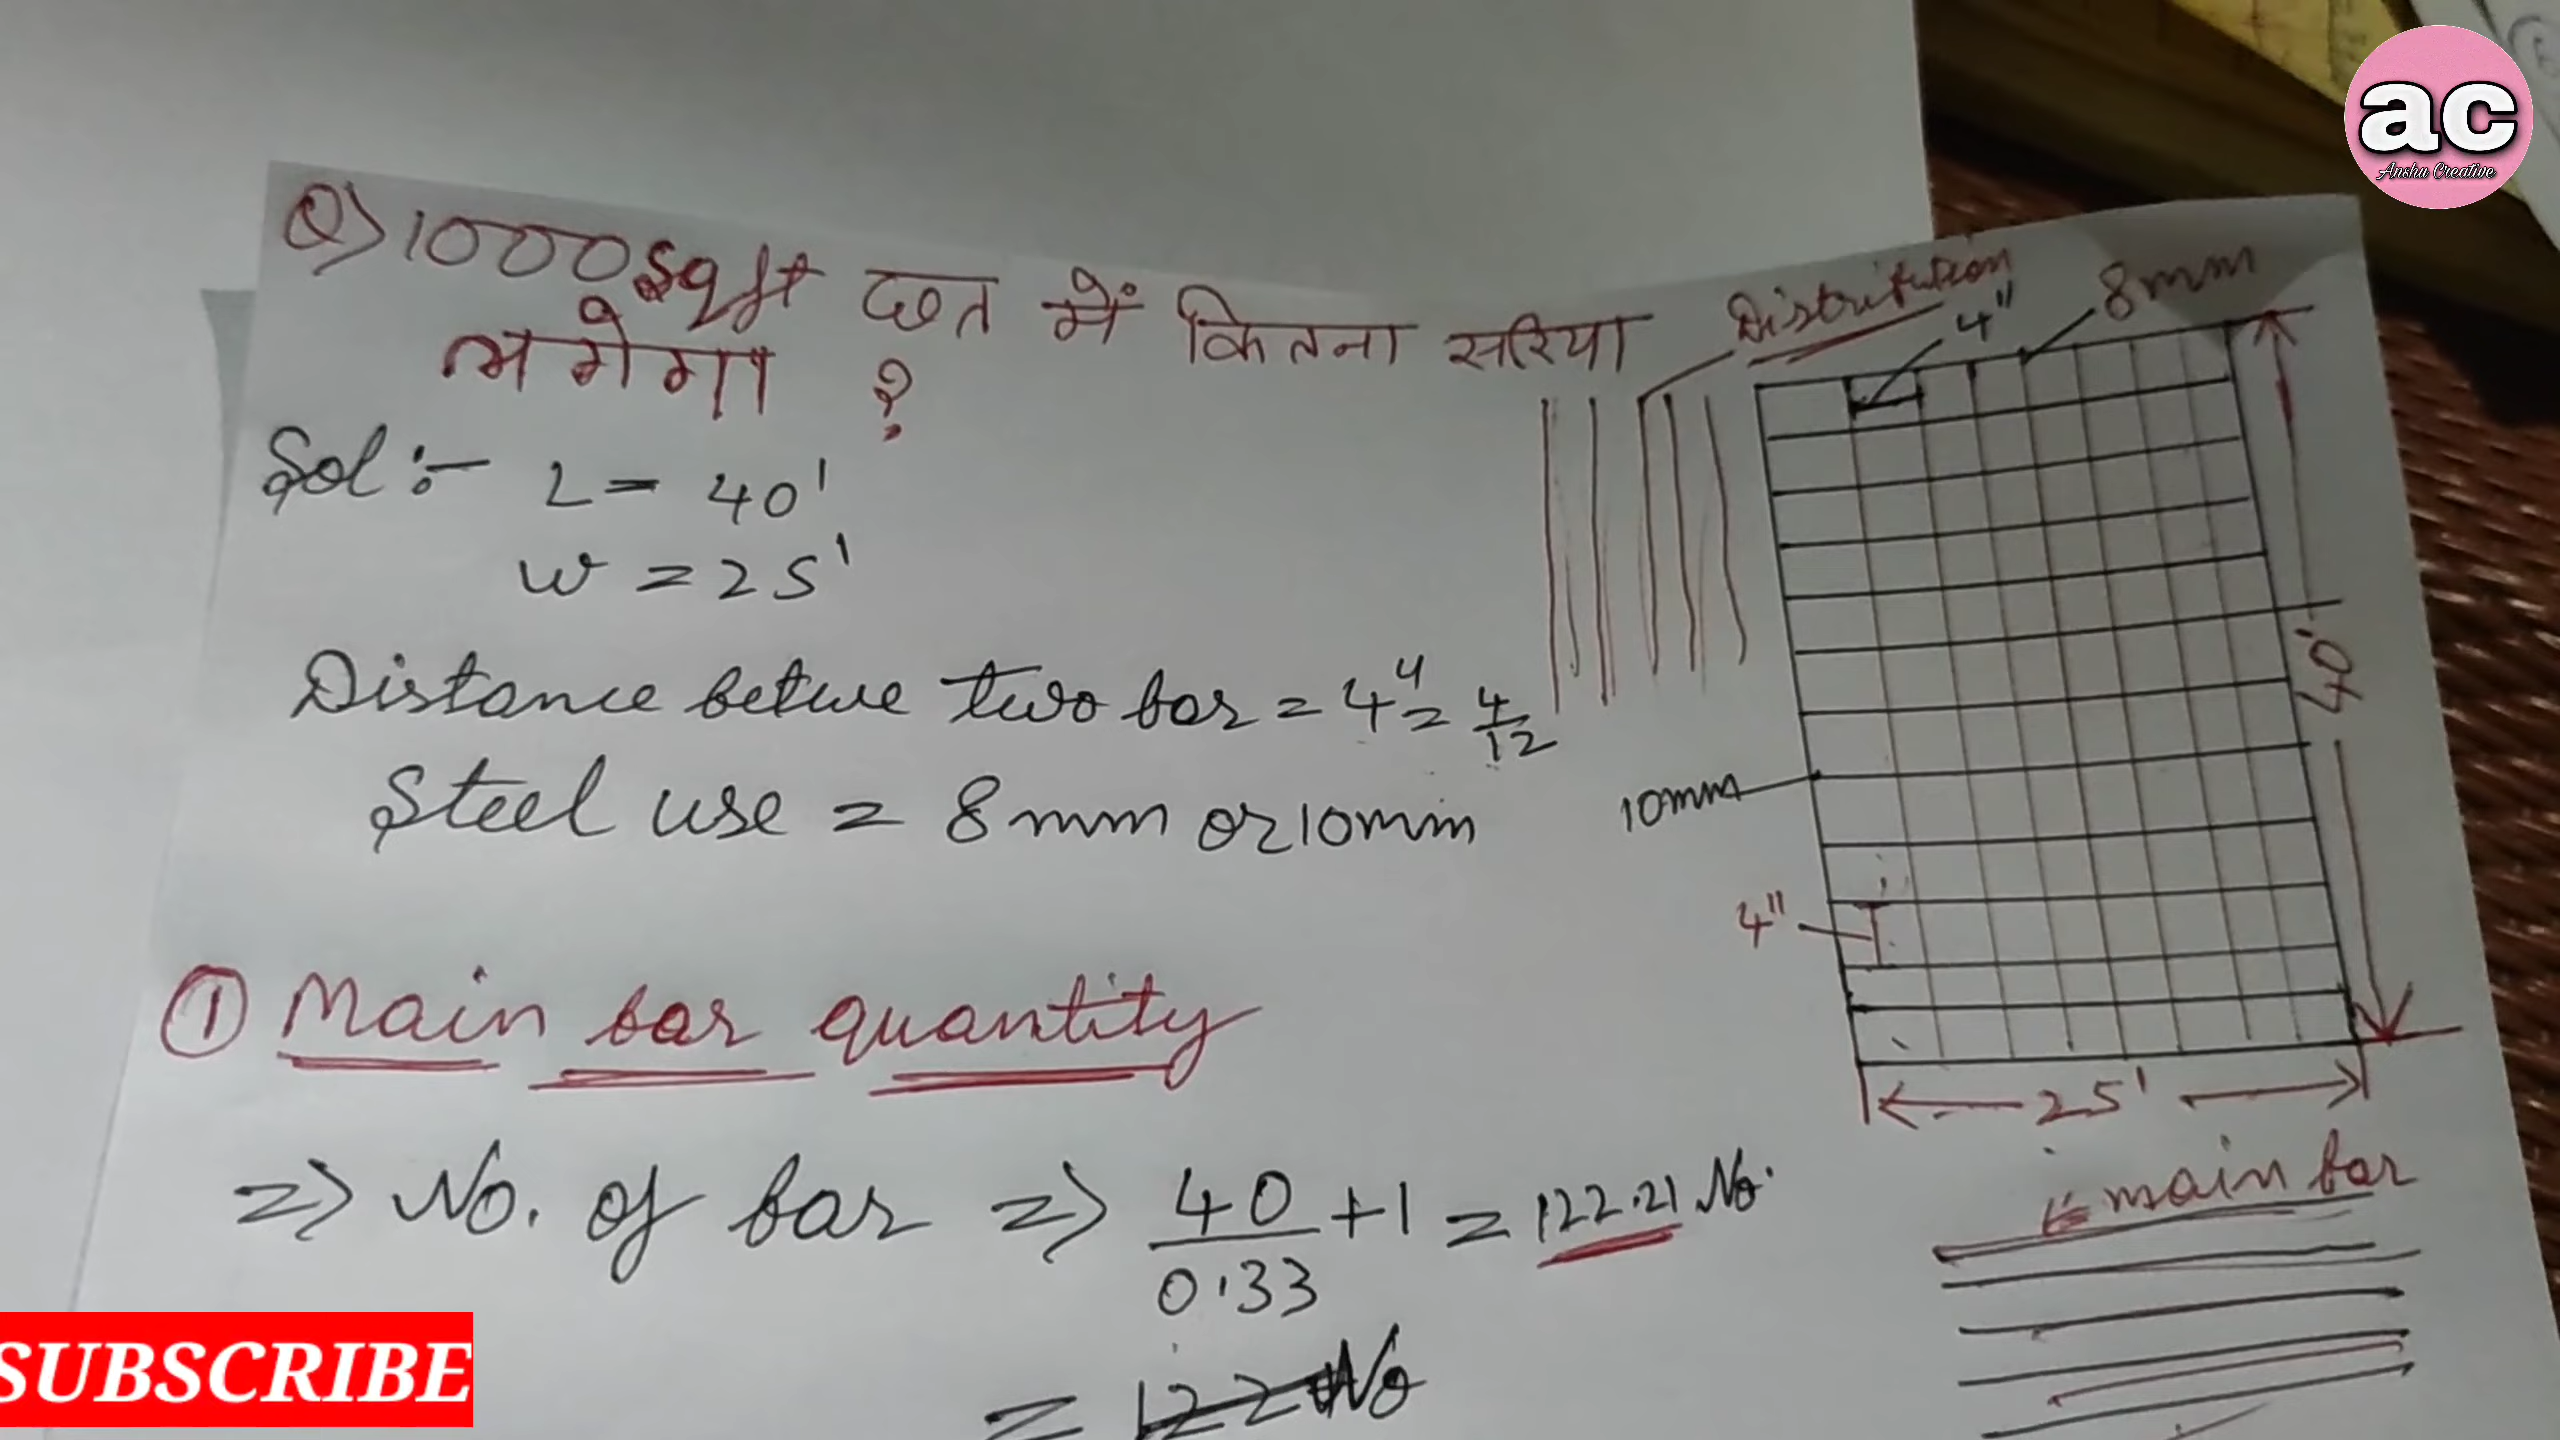 Q) 1000 sqft छत में कितना सरिया
लगेगा ?
Sol :- L = 40'
w = 25'
Distance betwe two bar = 4" = 4/12
Steel use = 8mm or 10mm
① Main bar quantity
=> No. of bar => 40/0.33 + 1 = 122.21 No.
= 122 No
Distribution
4"
8mm
40'
10mm
4"
25'
main bar
ac
Anshu Creative
SUBSCRIBE